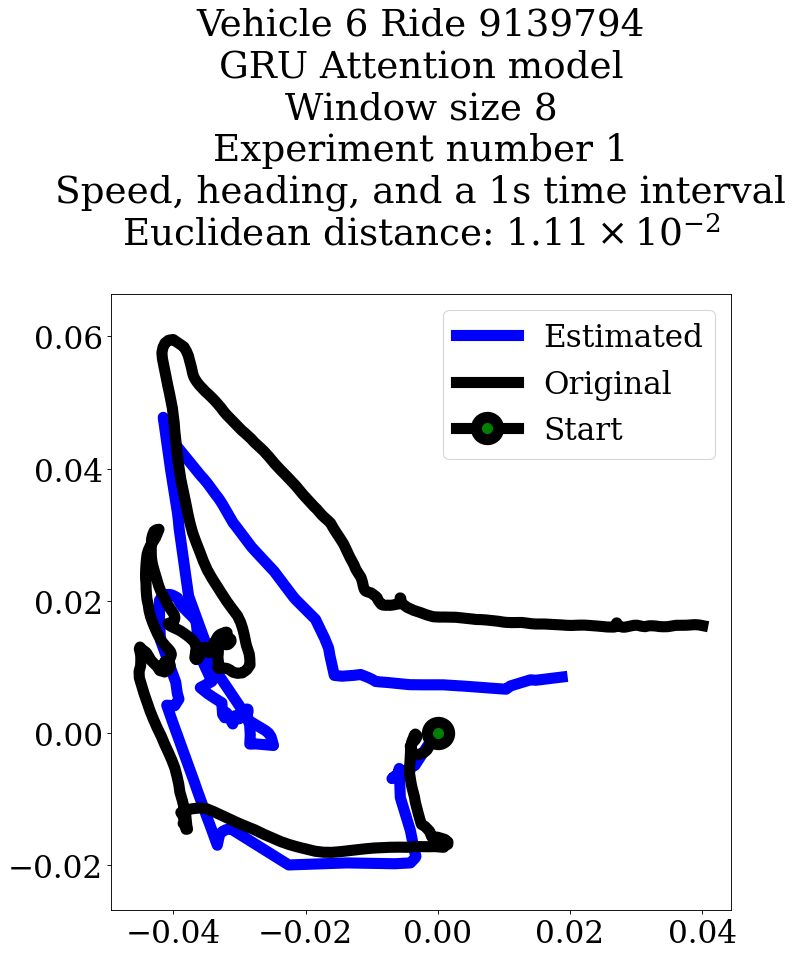 Vehicle 6 Ride 9139794
GRU Attention model
Window size 8
Experiment number 1
Speed, heading, and a 1s time interval
Euclidean distance: 1.11 × 10⁻²
Estimated
Original
Start
0.06
0.04
0.02
0.00
−0.02
−0.04 −0.02 0.00 0.02 0.04